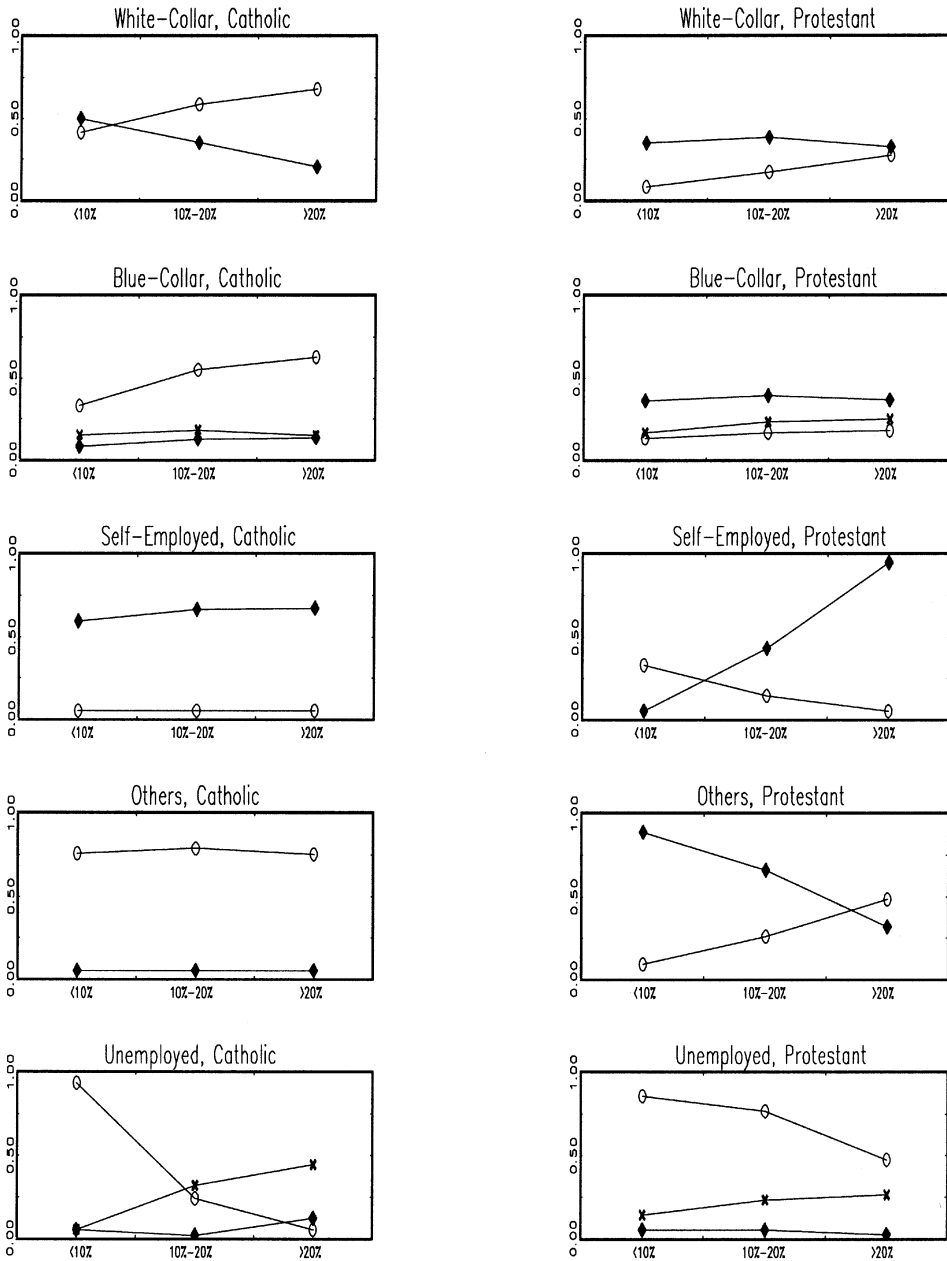 White-Collar, Catholic
1.00
0.50
0.00
<10% 10%-20% >20%
White-Collar, Protestant
1.00
0.50
0.00
<10% 10%-20% >20%
Blue-Collar, Catholic
1.00
0.50
0.00
<10% 10%-20% >20%
Blue-Collar, Protestant
1.00
0.50
0.00
<10% 10%-20% >20%
Self-Employed, Catholic
1.00
0.50
0.00
<10% 10%-20% >20%
Self-Employed, Protestant
1.00
0.50
0.00
<10% 10%-20% >20%
Others, Catholic
1.00
0.50
0.00
<10% 10%-20% >20%
Others, Protestant
1.00
0.50
0.00
<10% 10%-20% >20%
Unemployed, Catholic
1.00
0.50
0.00
<10% 10%-20% >20%
Unemployed, Protestant
1.00
0.50
0.00
<10% 10%-20% >20%